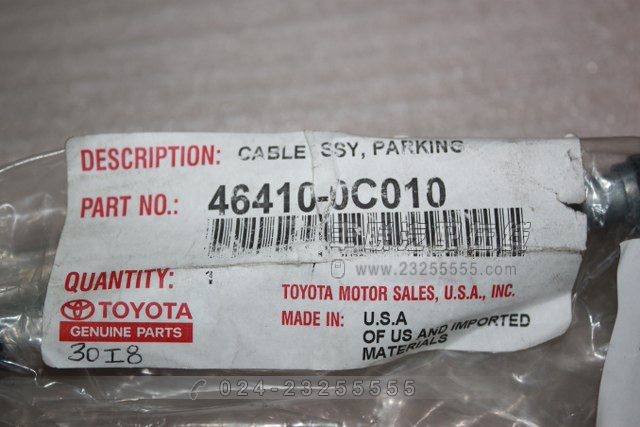 DESCRIPTION: CABLE SSY, PARKING
PART NO.: 46410-0C010
www.23255555.com
QUANTITY: 1
TOYOTA MOTOR SALES, U.S.A., INC.
TOYOTA
GENUINE PARTS
MADE IN: U.S.A
OF US AND IMPORTED
MATERIALS
30I8
024-23255555